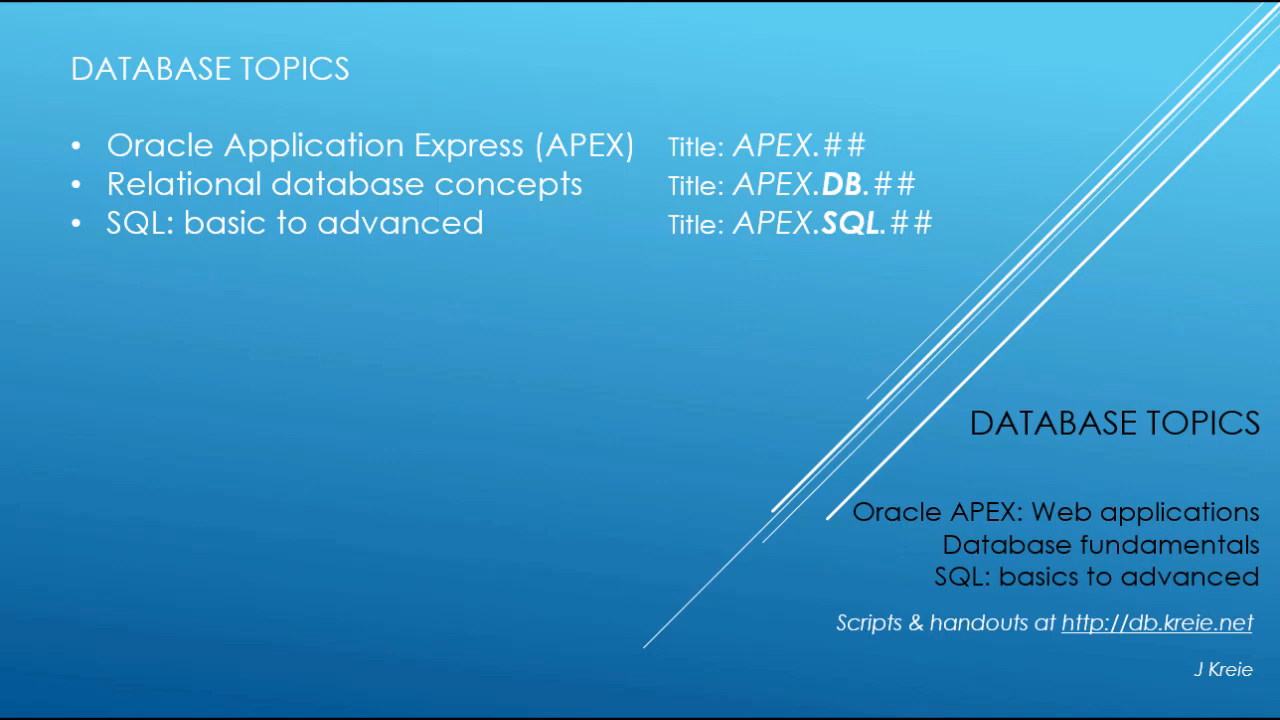 DATABASE TOPICS
• Oracle Application Express (APEX) Title: APEX.##
• Relational database concepts Title: APEX.DB.##
• SQL: basic to advanced Title: APEX.SQL.##
DATABASE TOPICS
Oracle APEX: Web applications
Database fundamentals
SQL: basics to advanced
Scripts & handouts at http://db.kreie.net
J Kreie